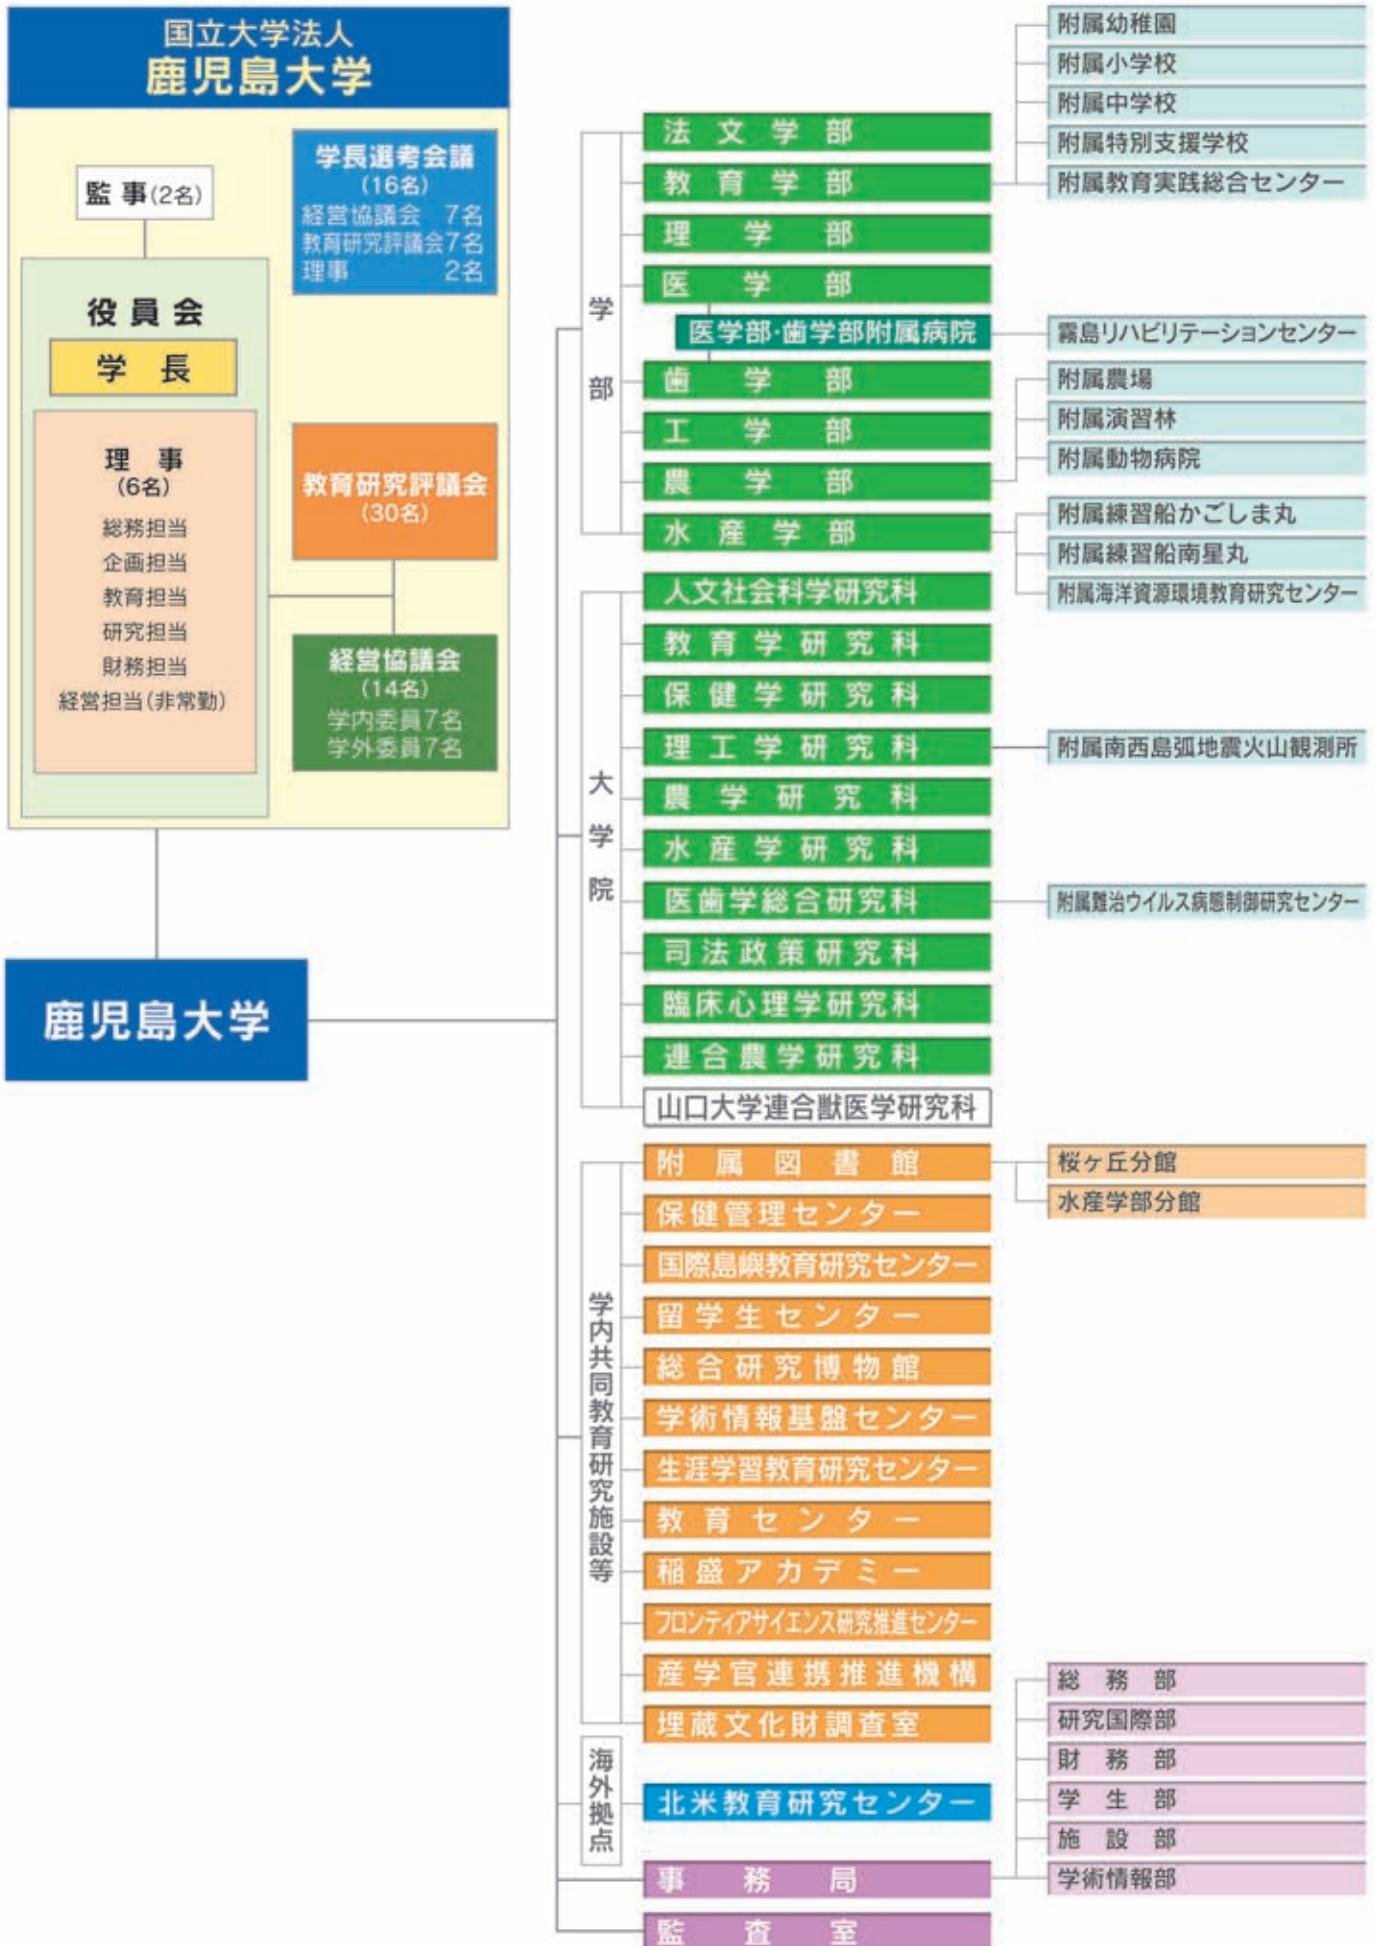 国立大学法人
鹿児島大学
監事(2名)
学長選考会議
(16名)
経営協議会 7名
教育研究評議会7名
理事 2名
役員会
学長
理事
(6名)
総務担当
企画担当
教育担当
研究担当
財務担当
経営担当(非常勤)
教育研究評議会
(30名)
経営協議会
(14名)
学内委員7名
学外委員7名
鹿児島大学
学部
法文学部
教育学部
附属幼稚園
附属小学校
附属中学校
附属特別支援学校
附属教育実践総合センター
理学部
医学部
医学部・歯学部附属病院
霧島リハビリテーションセンター
歯学部
工学部
農学部
附属農場
附属演習林
附属動物病院
水産学部
附属練習船かごしま丸
附属練習船南星丸
附属海洋資源環境教育研究センター
大学院
人文社会科学研究科
教育学研究科
保健学研究科
理工学研究科
附属南西島弧地震火山観測所
農学研究科
水産学研究科
医歯学総合研究科
附属難治ウイルス病態制御研究センター
司法政策研究科
臨床心理学研究科
連合農学研究科
山口大学連合獣医学研究科
学内共同教育研究施設等
附属図書館
桜ヶ丘分館
水産学部分館
保健管理センター
国際島嶼教育研究センター
留学生センター
総合研究博物館
学術情報基盤センター
生涯学習教育研究センター
教育センター
稲盛アカデミー
フロンティアサイエンス研究推進センター
産学官連携推進機構
埋蔵文化財調査室
海外拠点
北米教育研究センター
事務局
総務部
研究国際部
財務部
学生部
施設部
学術情報部
監査室